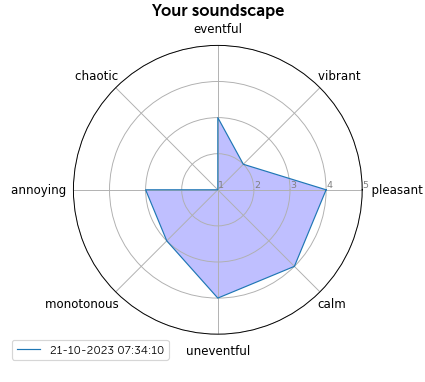 Your soundscape
eventful
chaotic
vibrant
annoying
1 2 3 4 5
pleasant
monotonous
calm
uneventful
21-10-2023 07:34:10